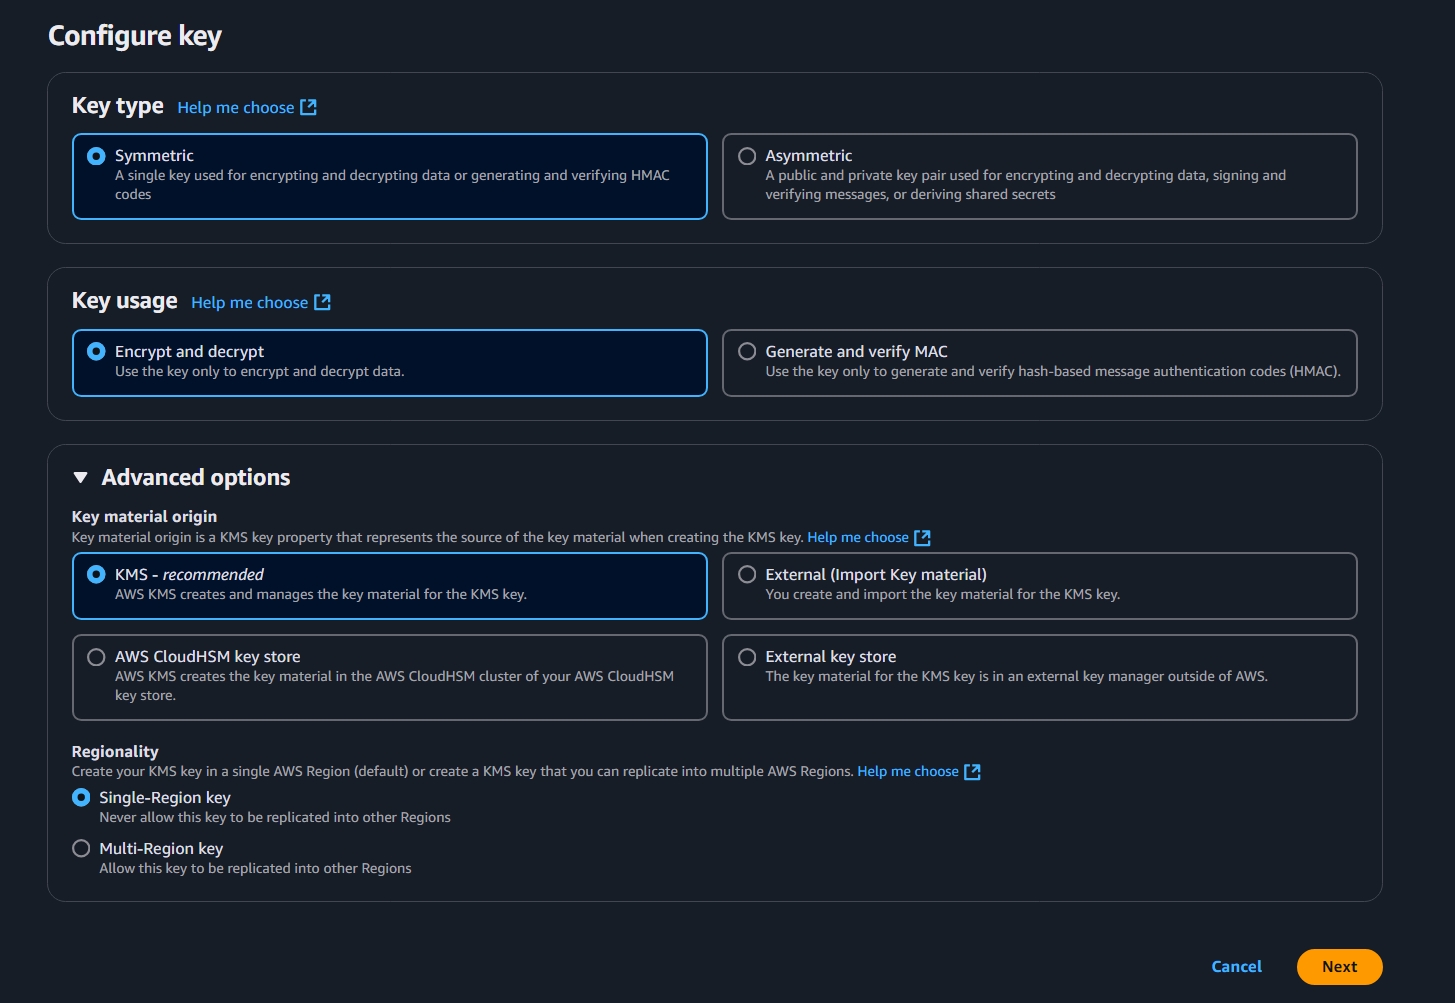 Configure key
Key type Help me choose
Symmetric
A single key used for encrypting and decrypting data or generating and verifying HMAC
codes
Asymmetric
A public and private key pair used for encrypting and decrypting data, signing and
verifying messages, or deriving shared secrets
Key usage Help me choose
Encrypt and decrypt
Use the key only to encrypt and decrypt data.
Generate and verify MAC
Use the key only to generate and verify hash-based message authentication codes (HMAC).
Advanced options
Key material origin
Key material origin is a KMS key property that represents the source of the key material when creating the KMS key. Help me choose
KMS - recommended
AWS KMS creates and manages the key material for the KMS key.
External (Import Key material)
You create and import the key material for the KMS key.
AWS CloudHSM key store
AWS KMS creates the key material in the AWS CloudHSM cluster of your AWS CloudHSM
key store.
External key store
The key material for the KMS key is in an external key manager outside of AWS.
Regionality
Create your KMS key in a single AWS Region (default) or create a KMS key that you can replicate into multiple AWS Regions. Help me choose
Single-Region key
Never allow this key to be replicated into other Regions
Multi-Region key
Allow this key to be replicated into other Regions
Cancel Next